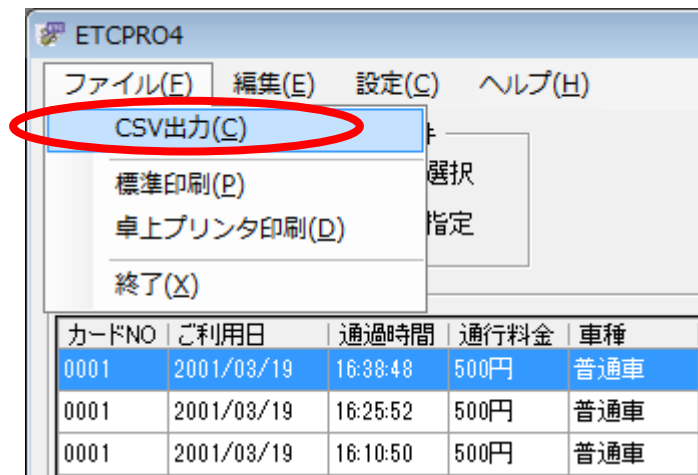 ETCPRO4
ファイル(F) 編集(E) 設定(C) ヘルプ(H)
CSV出力(C)
標準印刷(P)
卓上プリンタ印刷(D)
終了(X)
選択
指定
カードNO ご利用日 通過時間 通行料金 車種
0001 2001/03/19 16:38:48 500円 普通車
0001 2001/03/19 16:25:52 500円 普通車
0001 2001/03/19 16:10:50 500円 普通車